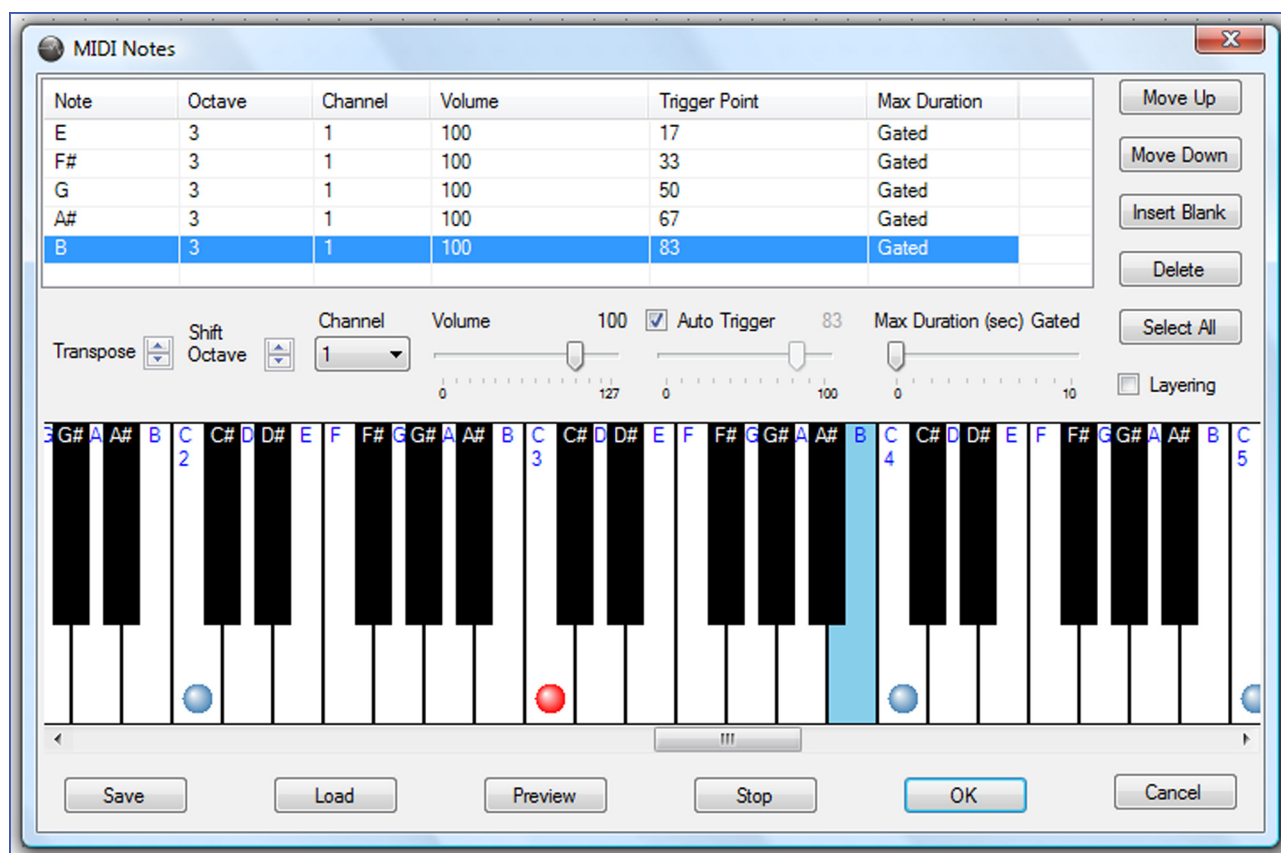 MIDI Notes
Note Octave Channel Volume Trigger Point Max Duration
E 3 1 100 17 Gated
F# 3 1 100 33 Gated
G 3 1 100 50 Gated
A# 3 1 100 67 Gated
B 3 1 100 83 Gated
Move Up
Move Down
Insert Blank
Delete
Select All
Layering
Transpose
Shift
Octave
Channel
1
Volume 100
0 127
Auto Trigger 83
0 100
Max Duration (sec) Gated
0 10
G G# A A# B C C# D D# E F F# G G# A A# B C C# D D# E F F# G G# A A# B C C# D D# E F F# G G# A A# B C
3 2 3 4 5
Save Load Preview Stop OK Cancel